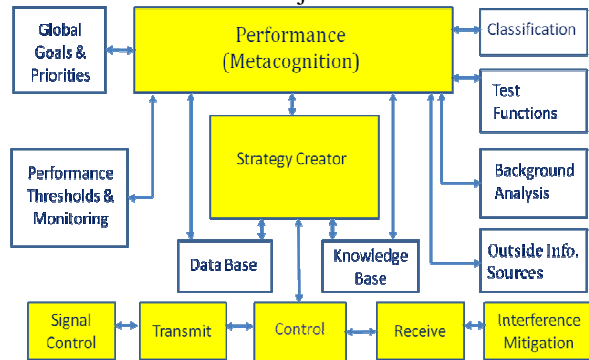 Global
Goals &
Priorities
Performance
(Metacognition)
Classification
Test
Functions
Performance
Thresholds &
Monitoring
Strategy Creator
Background
Analysis
Data Base
Knowledge
Base
Outside Info,
Sources
Signal
Control
Transmit
Control
Receive
Interference
Mitigation